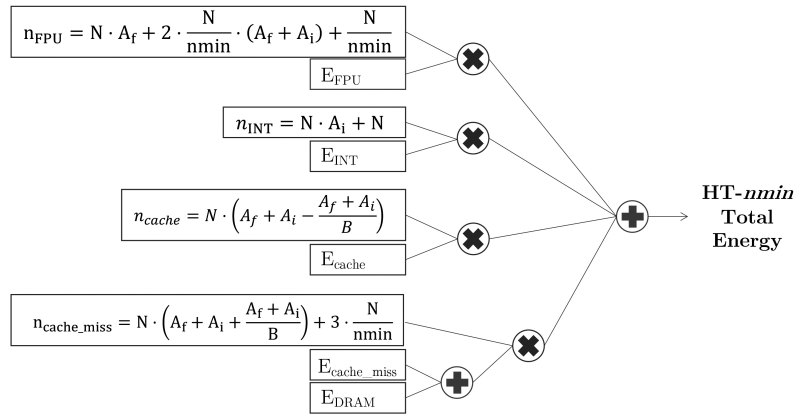 n_FPU = N · A_f + 2 · N/nmin · (A_f + A_i) + N/nmin
E_FPU
n_INT = N · A_i + N
E_INT
n_cache = N · (A_f + A_i − (A_f + A_i)/B)
E_cache
n_cache_miss = N · (A_f + A_i + (A_f + A_i)/B) + 3 · N/nmin
E_cache_miss
E_DRAM
HT-nmin
Total
Energy